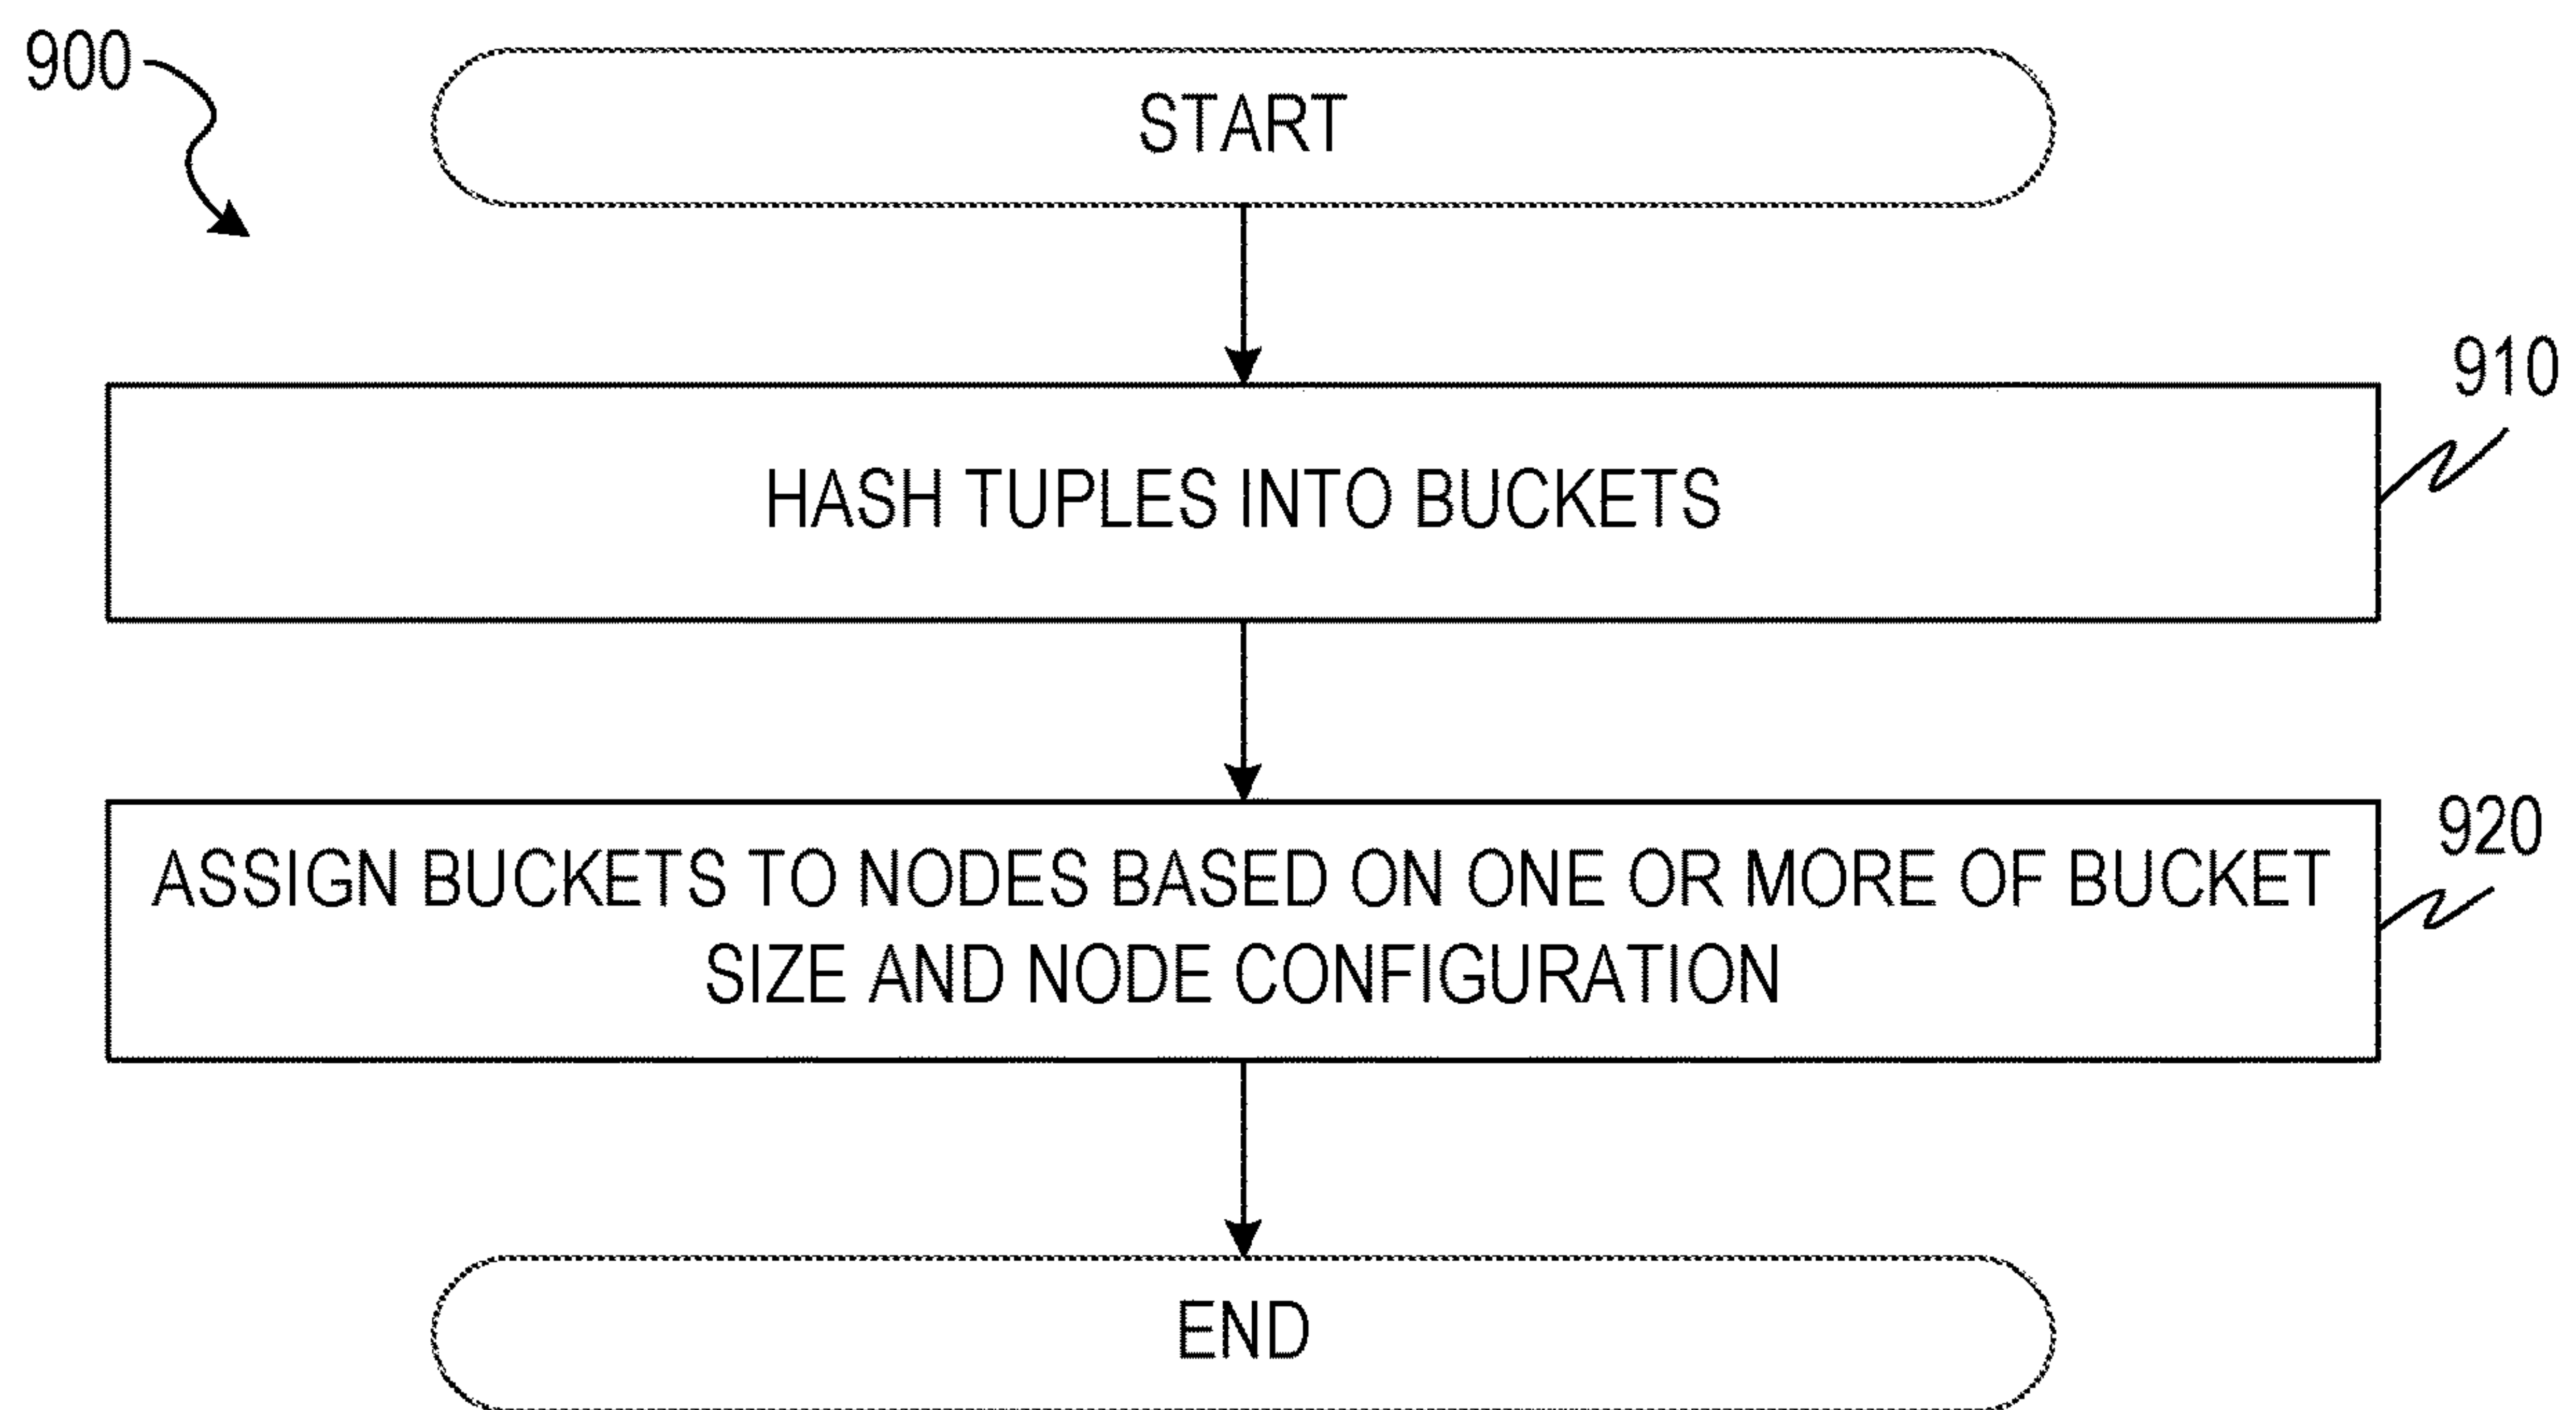 900
START
910
HASH TUPLES INTO BUCKETS
920
ASSIGN BUCKETS TO NODES BASED ON ONE OR MORE OF BUCKET
SIZE AND NODE CONFIGURATION
END